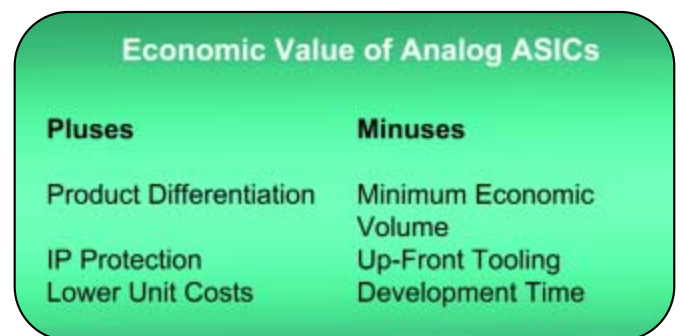 Economic Value of Analog ASICs
Pluses
Minuses
Product Differentiation
Minimum Economic
Volume
IP Protection
Up-Front Tooling
Lower Unit Costs
Development Time